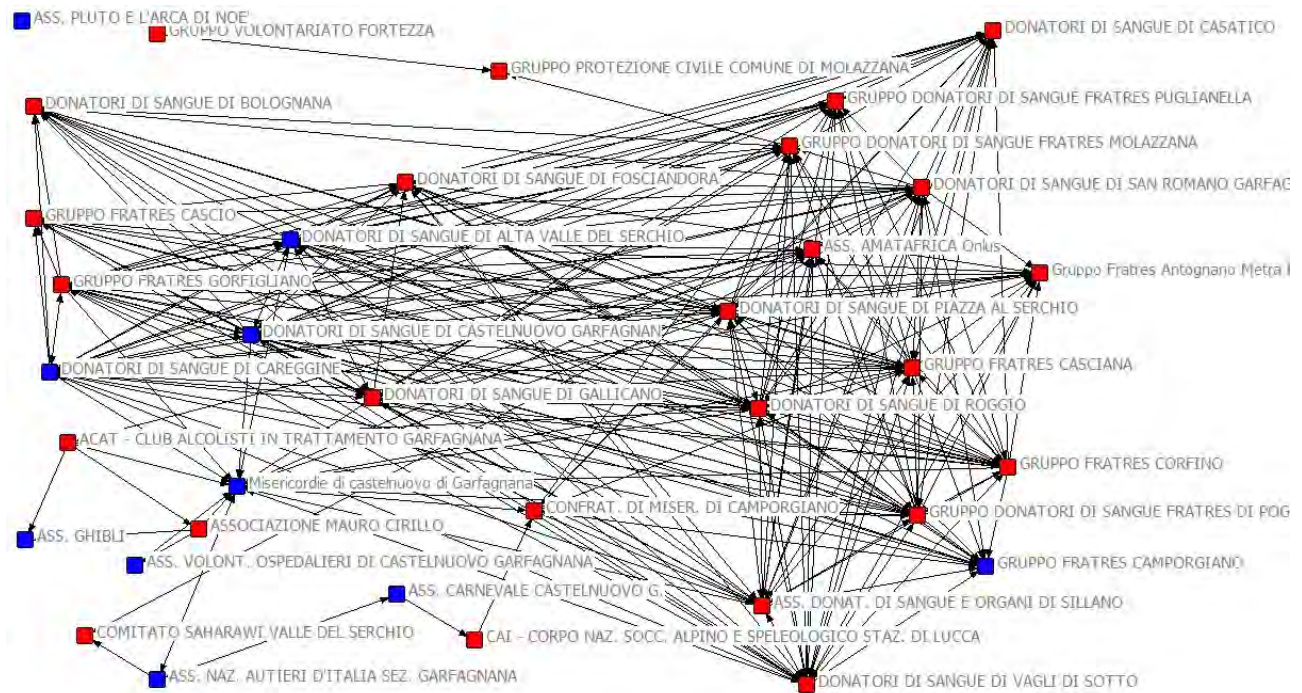 ASS. PLUTO E L'ARCA DI NOE'
GRUPPO VOLONTARIATO FORTEZZA
DONATORI DI SANGUE DI CASATICO
GRUPPO PROTEZIONE CIVILE COMUNE DI MOLAZZANA
DONATORI DI SANGUE DI BOLOGNANA
GRUPPO DONATORI DI SANGUE FRATRES PUGLIANELLA
GRUPPO DONATORI DI SANGUE FRATRES MOLAZZANA
DONATORI DI SANGUE DI FOSCIANDORA
DONATORI DI SANGUE DI SAN ROMANO GARFAG
GRUPPO FRATRES CASCIO
DONATORI DI SANGUE DI ALTA VALLE DEL SERCHIO
ASS. AMATAFRICA Onlus
Gruppo Fratres Antognano Metra
GRUPPO FRATRES GORFIGLIANO
DONATORI DI SANGUE DI PIAZZA AL SERCHIO
DONATORI DI SANGUE DI CASTELNUOVO GARFAGNAN
DONATORI DI SANGUE DI CAREGGINE
GRUPPO FRATRES CASCIANA
DONATORI DI SANGUE DI GALLICANO
DONATORI DI SANGUE DI ROGGIO
ACAT - CLUB ALCOLISTI IN TRATTAMENTO GARFAGNANA
GRUPPO FRATRES CORFINO
Misericordie di castelnuovo di Garfagnana
CONFRAT. DI MISER. DI CAMPORGIANO
GRUPPO DONATORI DI SANGUE FRATRES DI POG
ASSOCIAZIONE MAURO CIRILLO
ASS. GHIBLI
ASS. VOLONT. OSPEDALIERI DI CASTELNUOVO GARFAGNANA
GRUPPO FRATRES CAMPORGIANO
ASS. CARNEVALE CASTELNUOVO G.
ASS. DONAT. DI SANGUE E ORGANI DI SILLANO
COMITATO SAHARAWI VALLE DEL SERCHIO
CAI - CORPO NAZ. SOCC. ALPINO E SPELEOLOGICO STAZ. DI LUCCA
ASS. NAZ. AUTIERI D'ITALIA SEZ. GARFAGNANA
DONATORI DI SANGUE DI VAGLI DI SOTTO